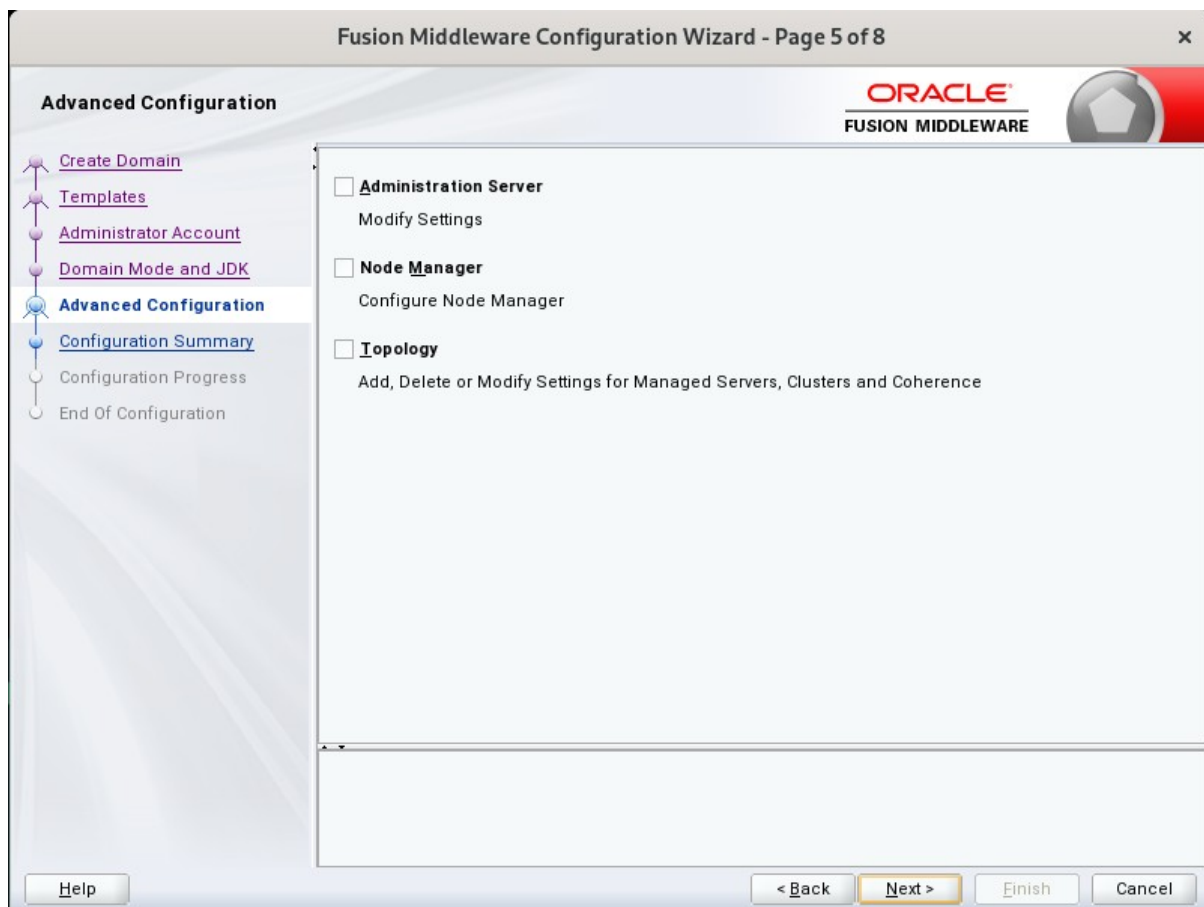 Fusion Middleware Configuration Wizard - Page 5 of 8
Advanced Configuration
ORACLE
FUSION MIDDLEWARE
Create Domain
Templates
Administrator Account
Domain Mode and JDK
Advanced Configuration
Configuration Summary
Configuration Progress
End Of Configuration
Administration Server
Modify Settings
Node Manager
Configure Node Manager
Topology
Add, Delete or Modify Settings for Managed Servers, Clusters and Coherence
Help
< Back
Next >
Finish
Cancel